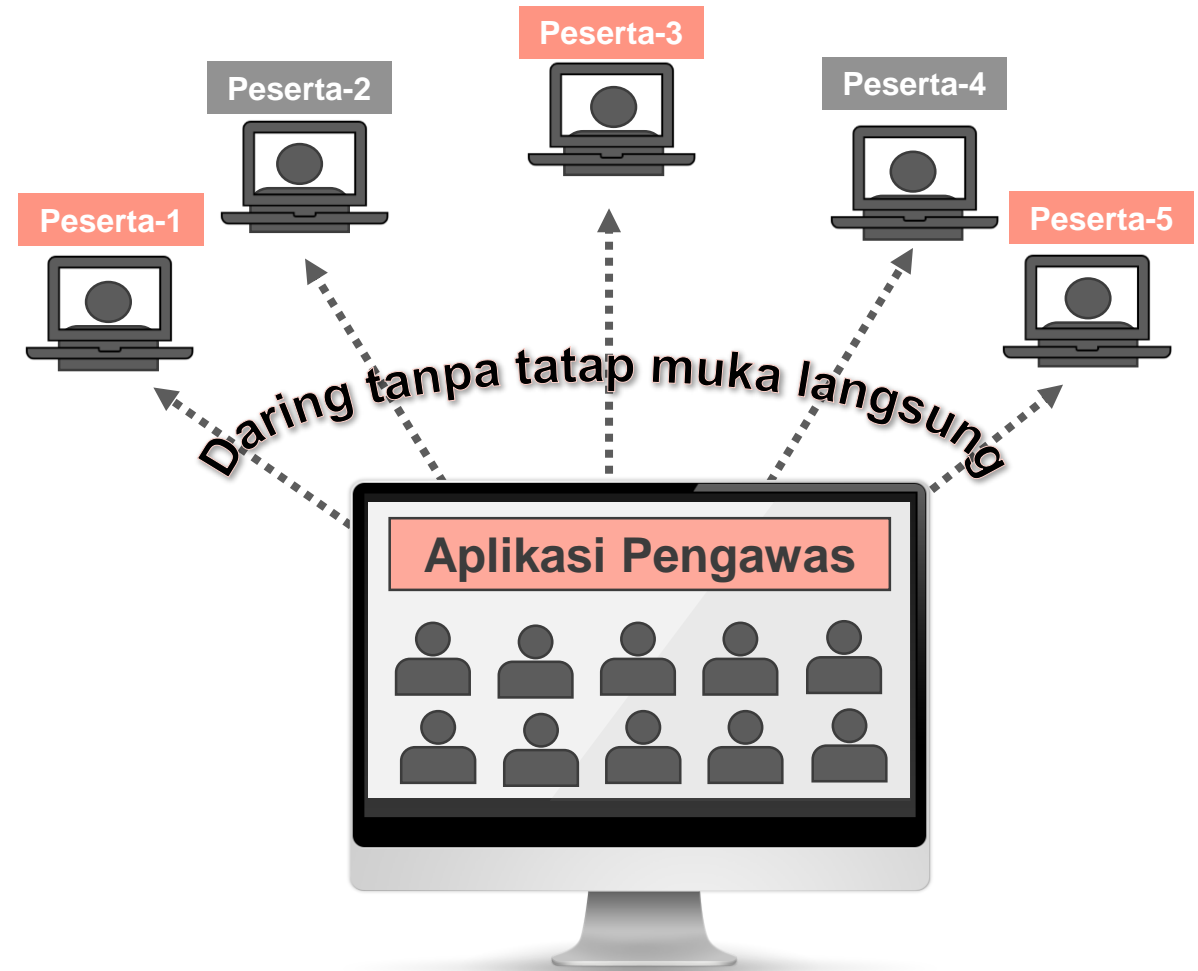 Peserta-1
Peserta-2
Peserta-3
Peserta-4
Peserta-5
Daring tanpa tatap muka langsung
Aplikasi Pengawas